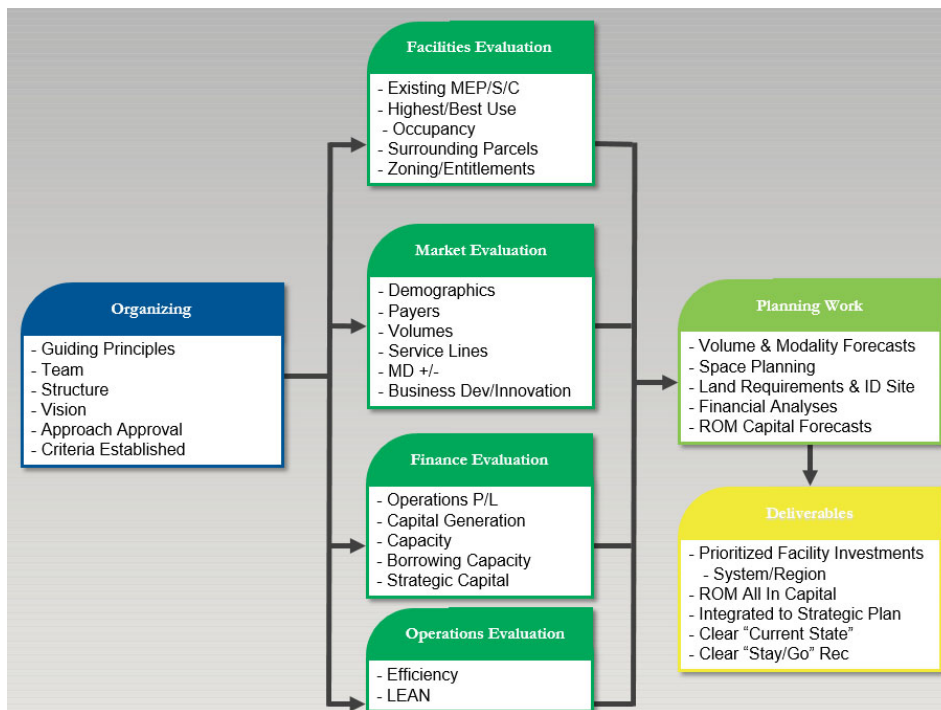 Facilities Evaluation
- Existing MEP/S/C
- Highest/Best Use
- Occupancy
- Surrounding Parcels
- Zoning/Entitlements
Market Evaluation
- Demographics
- Payers
- Volumes
- Service Lines
- MD +/-
- Business Dev/Innovation
Organizing
- Guiding Principles
- Team
- Structure
- Vision
- Approach Approval
- Criteria Established
Finance Evaluation
- Operations P/L
- Capital Generation
- Capacity
- Borrowing Capacity
- Strategic Capital
Operations Evaluation
- Efficiency
- LEAN
Planning Work
- Volume & Modality Forecasts
- Space Planning
- Land Requirements & ID Site
- Financial Analyses
- ROM Capital Forecasts
Deliverables
- Prioritized Facility Investments
- System/Region
- ROM All In Capital
- Integrated to Strategic Plan
- Clear “Current State”
- Clear “Stay/Go” Rec